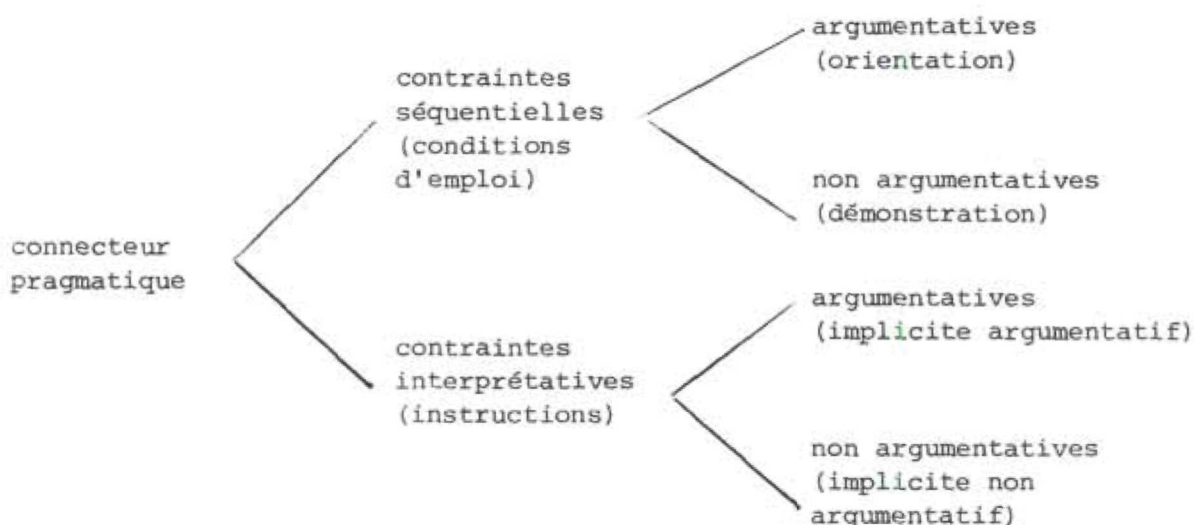 argumentatives
(orientation)
contraintes
séquentielles
(conditions
d'emploi)
non argumentatives
(démonstration)
connecteur
pragmatique
argumentatives
(implicite argumentatif)
contraintes
interprétatives
(instructions)
non argumentatives
(implicite non
argumentatif)